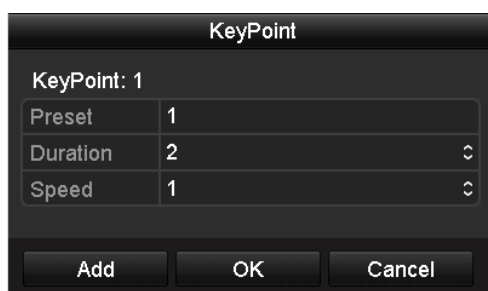 KeyPoint
KeyPoint: 1
Preset 1
Duration 2
Speed 1
Add OK Cancel